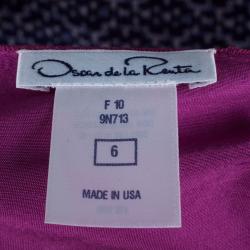 Oscar de la Renta
F 10
9N713
6
MADE IN USA